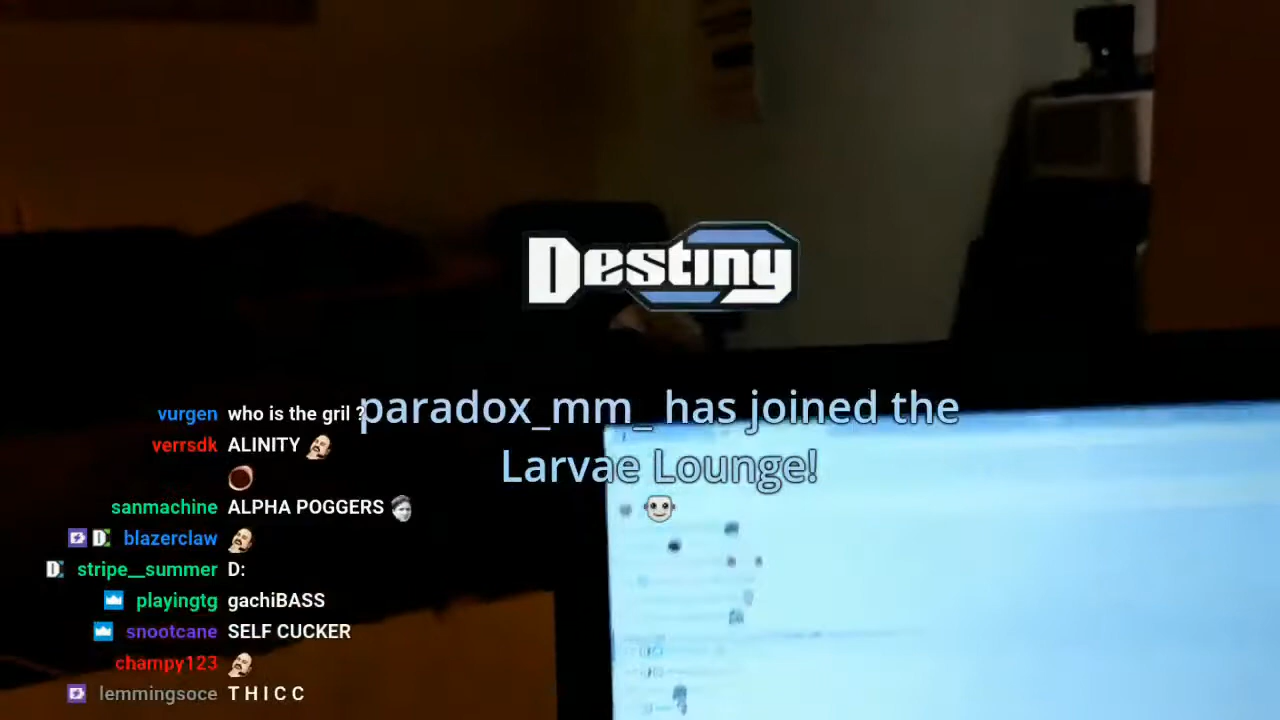 Destiny
paradox_mm_ has joined the
Larvae Lounge!
vurgen who is the gril ?
verrsdk ALINITY
sanmachine ALPHA POGGERS
blazerclaw
stripe__summer D:
playingtg gachiBASS
snootcane SELF CUCKER
champy123
lemmingsoce T H I C C